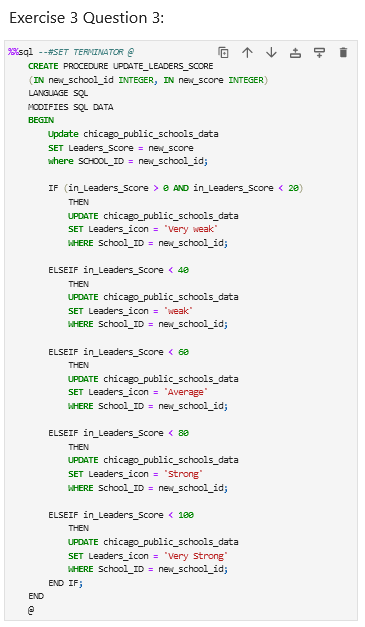 Exercise 3 Question 3:
%%sql --#SET TERMINATOR @
CREATE PROCEDURE UPDATE_LEADERS_SCORE
(IN new_school_id INTEGER, IN new_score INTEGER)
LANGUAGE SQL
MODIFIES SQL DATA
BEGIN
Update chicago_public_schools_data
SET Leaders_Score = new_score
where SCHOOL_ID = new_school_id;
IF (in_Leaders_Score > 0 AND in_Leaders_Score < 20)
THEN
UPDATE chicago_public_schools_data
SET Leaders_icon = 'Very weak'
WHERE School_ID = new_school_id;
ELSEIF in_Leaders_Score < 40
THEN
UPDATE chicago_public_schools_data
SET Leaders_icon = 'weak'
WHERE School_ID = new_school_id;
ELSEIF in_Leaders_Score < 60
THEN
UPDATE chicago_public_schools_data
SET Leaders_icon = 'Average'
WHERE School_ID = new_school_id;
ELSEIF in_Leaders_Score < 80
THEN
UPDATE chicago_public_schools_data
SET Leaders_icon = 'Strong'
WHERE School_ID = new_school_id;
ELSEIF in_Leaders_Score < 100
THEN
UPDATE chicago_public_schools_data
SET Leaders_icon = 'Very Strong'
WHERE School_ID = new_school_id;
END IF;
END
@